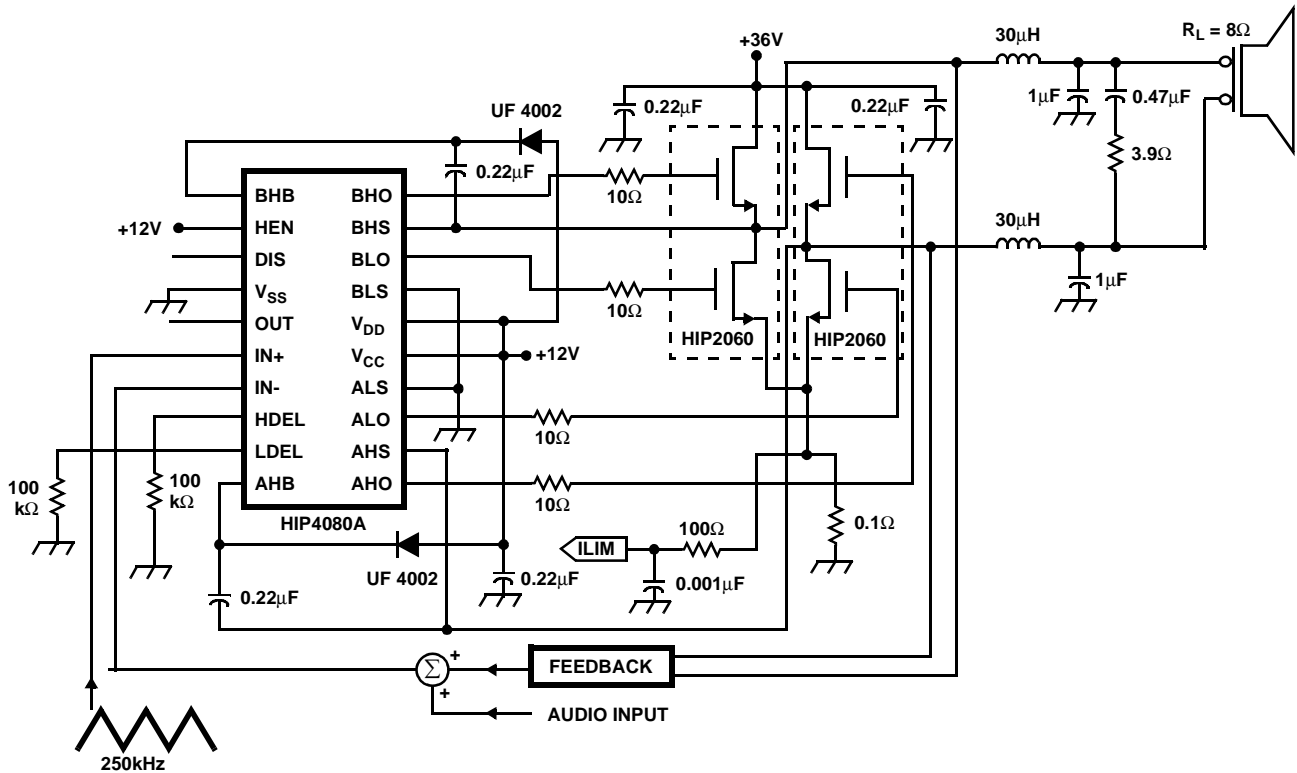 +36V
30μH
R_L = 8Ω
UF 4002
0.22μF
0.22μF
1μF
0.47μF
0.22μF
3.9Ω
10Ω
+12V
BHB
HEN
DIS
V_SS
OUT
IN+
IN-
HDEL
LDEL
AHB
BHO
BHS
BLO
BLS
V_DD
V_CC
ALS
ALO
AHS
AHO
HIP4080A
+12V
10Ω
HIP2060
HIP2060
30μH
1μF
10Ω
10Ω
100
kΩ
100
kΩ
UF 4002
0.22μF
0.22μF
ILIM
100Ω
0.001μF
0.1Ω
Σ
+
+
FEEDBACK
AUDIO INPUT
250kHz